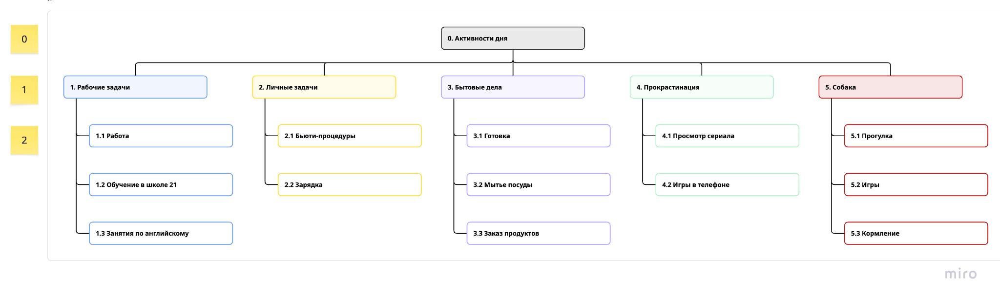 0
0. Активности дня
1
1. Рабочие задачи
2. Личные задачи
3. Бытовые дела
4. Прокрастинация
5. Собака
2
1.1 Работа
2.1 Бьюти-процедуры
3.1 Готовка
4.1 Просмотр сериала
5.1 Прогулка
1.2 Обучение в школе 21
2.2 Зарядка
3.2 Мытье посуды
4.2 Игры в телефоне
5.2 Игры
1.3 Занятия по английскому
3.3 Заказ продуктов
5.3 Кормление
miro